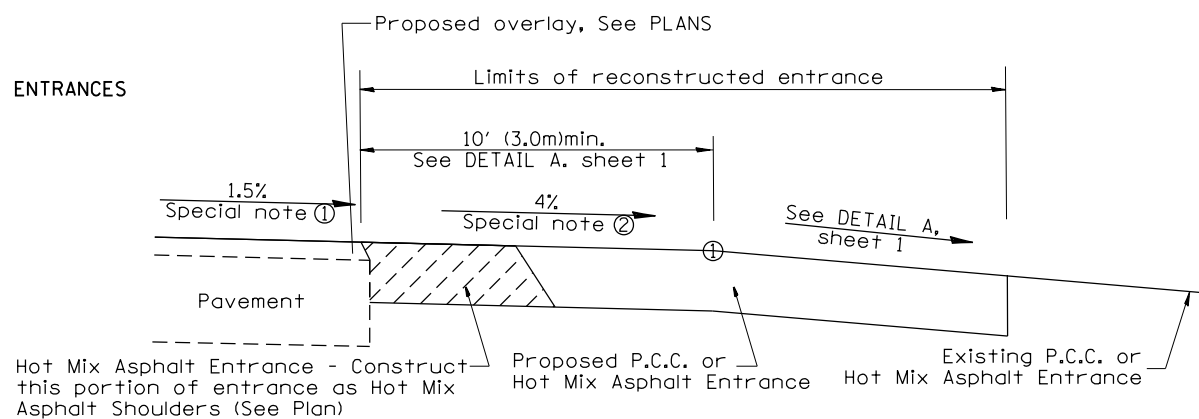 Proposed overlay, See PLANS
ENTRANCES
Limits of reconstructed entrance
10' (3.0m)min.
See DETAIL A. sheet 1
1.5%
Special note ①
4%
Special note ②
See DETAIL A,
sheet 1
①
Pavement
Hot Mix Asphalt Entrance - Construct
this portion of entrance as Hot Mix
Asphalt Shoulders (See Plan)
Proposed P.C.C. or
Hot Mix Asphalt Entrance
Existing P.C.C. or
Hot Mix Asphalt Entrance